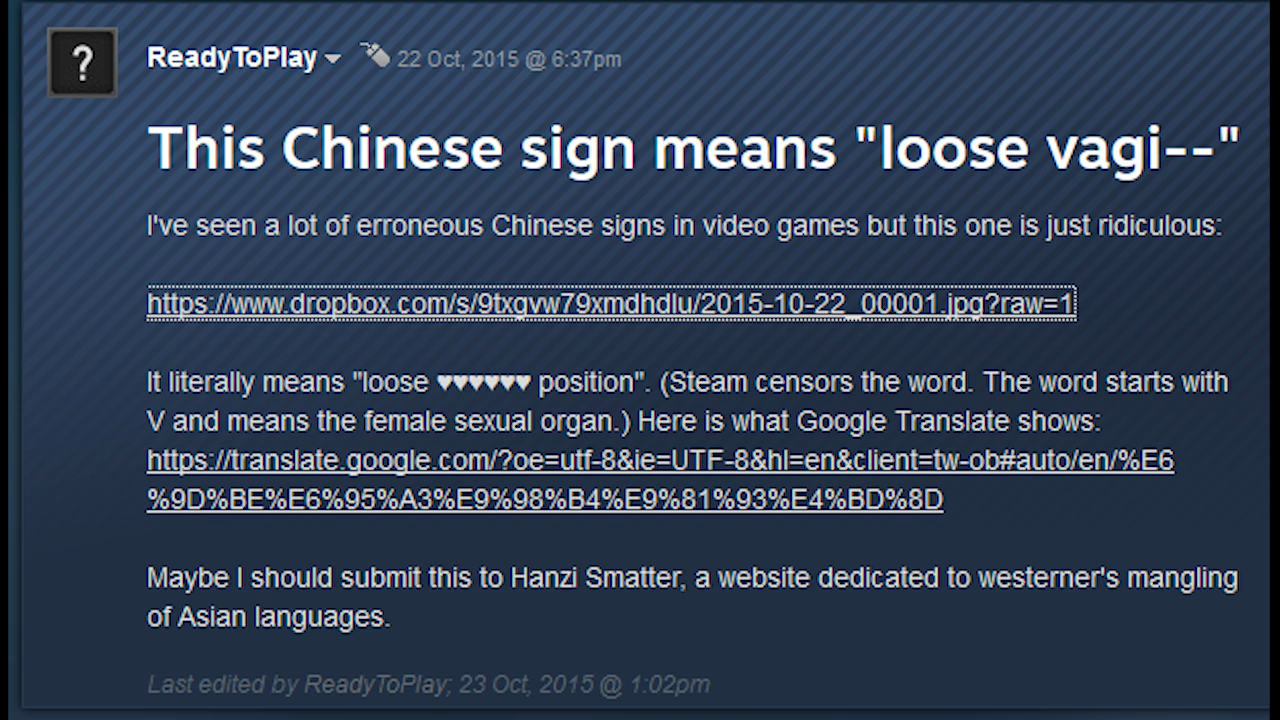 ?
ReadyToPlay 22 Oct, 2015 @ 6:37pm
This Chinese sign means "loose vagi--"
I've seen a lot of erroneous Chinese signs in video games but this one is just ridiculous:
https://www.dropbox.com/s/9txgvw79xmdhdlu/2015-10-22_00001.jpg?raw=1
It literally means "loose ♥♥♥♥♥♥ position". (Steam censors the word. The word starts with
V and means the female sexual organ.) Here is what Google Translate shows:
https://translate.google.com/?oe=utf-8&ie=UTF-8&hl=en&client=tw-ob#auto/en/%E6
%9D%BE%E6%95%A3%E9%98%B4%E9%81%93%E4%BD%8D
Maybe I should submit this to Hanzi Smatter, a website dedicated to westerner's mangling
of Asian languages.
Last edited by ReadyToPlay; 23 Oct, 2015 @ 1:02pm